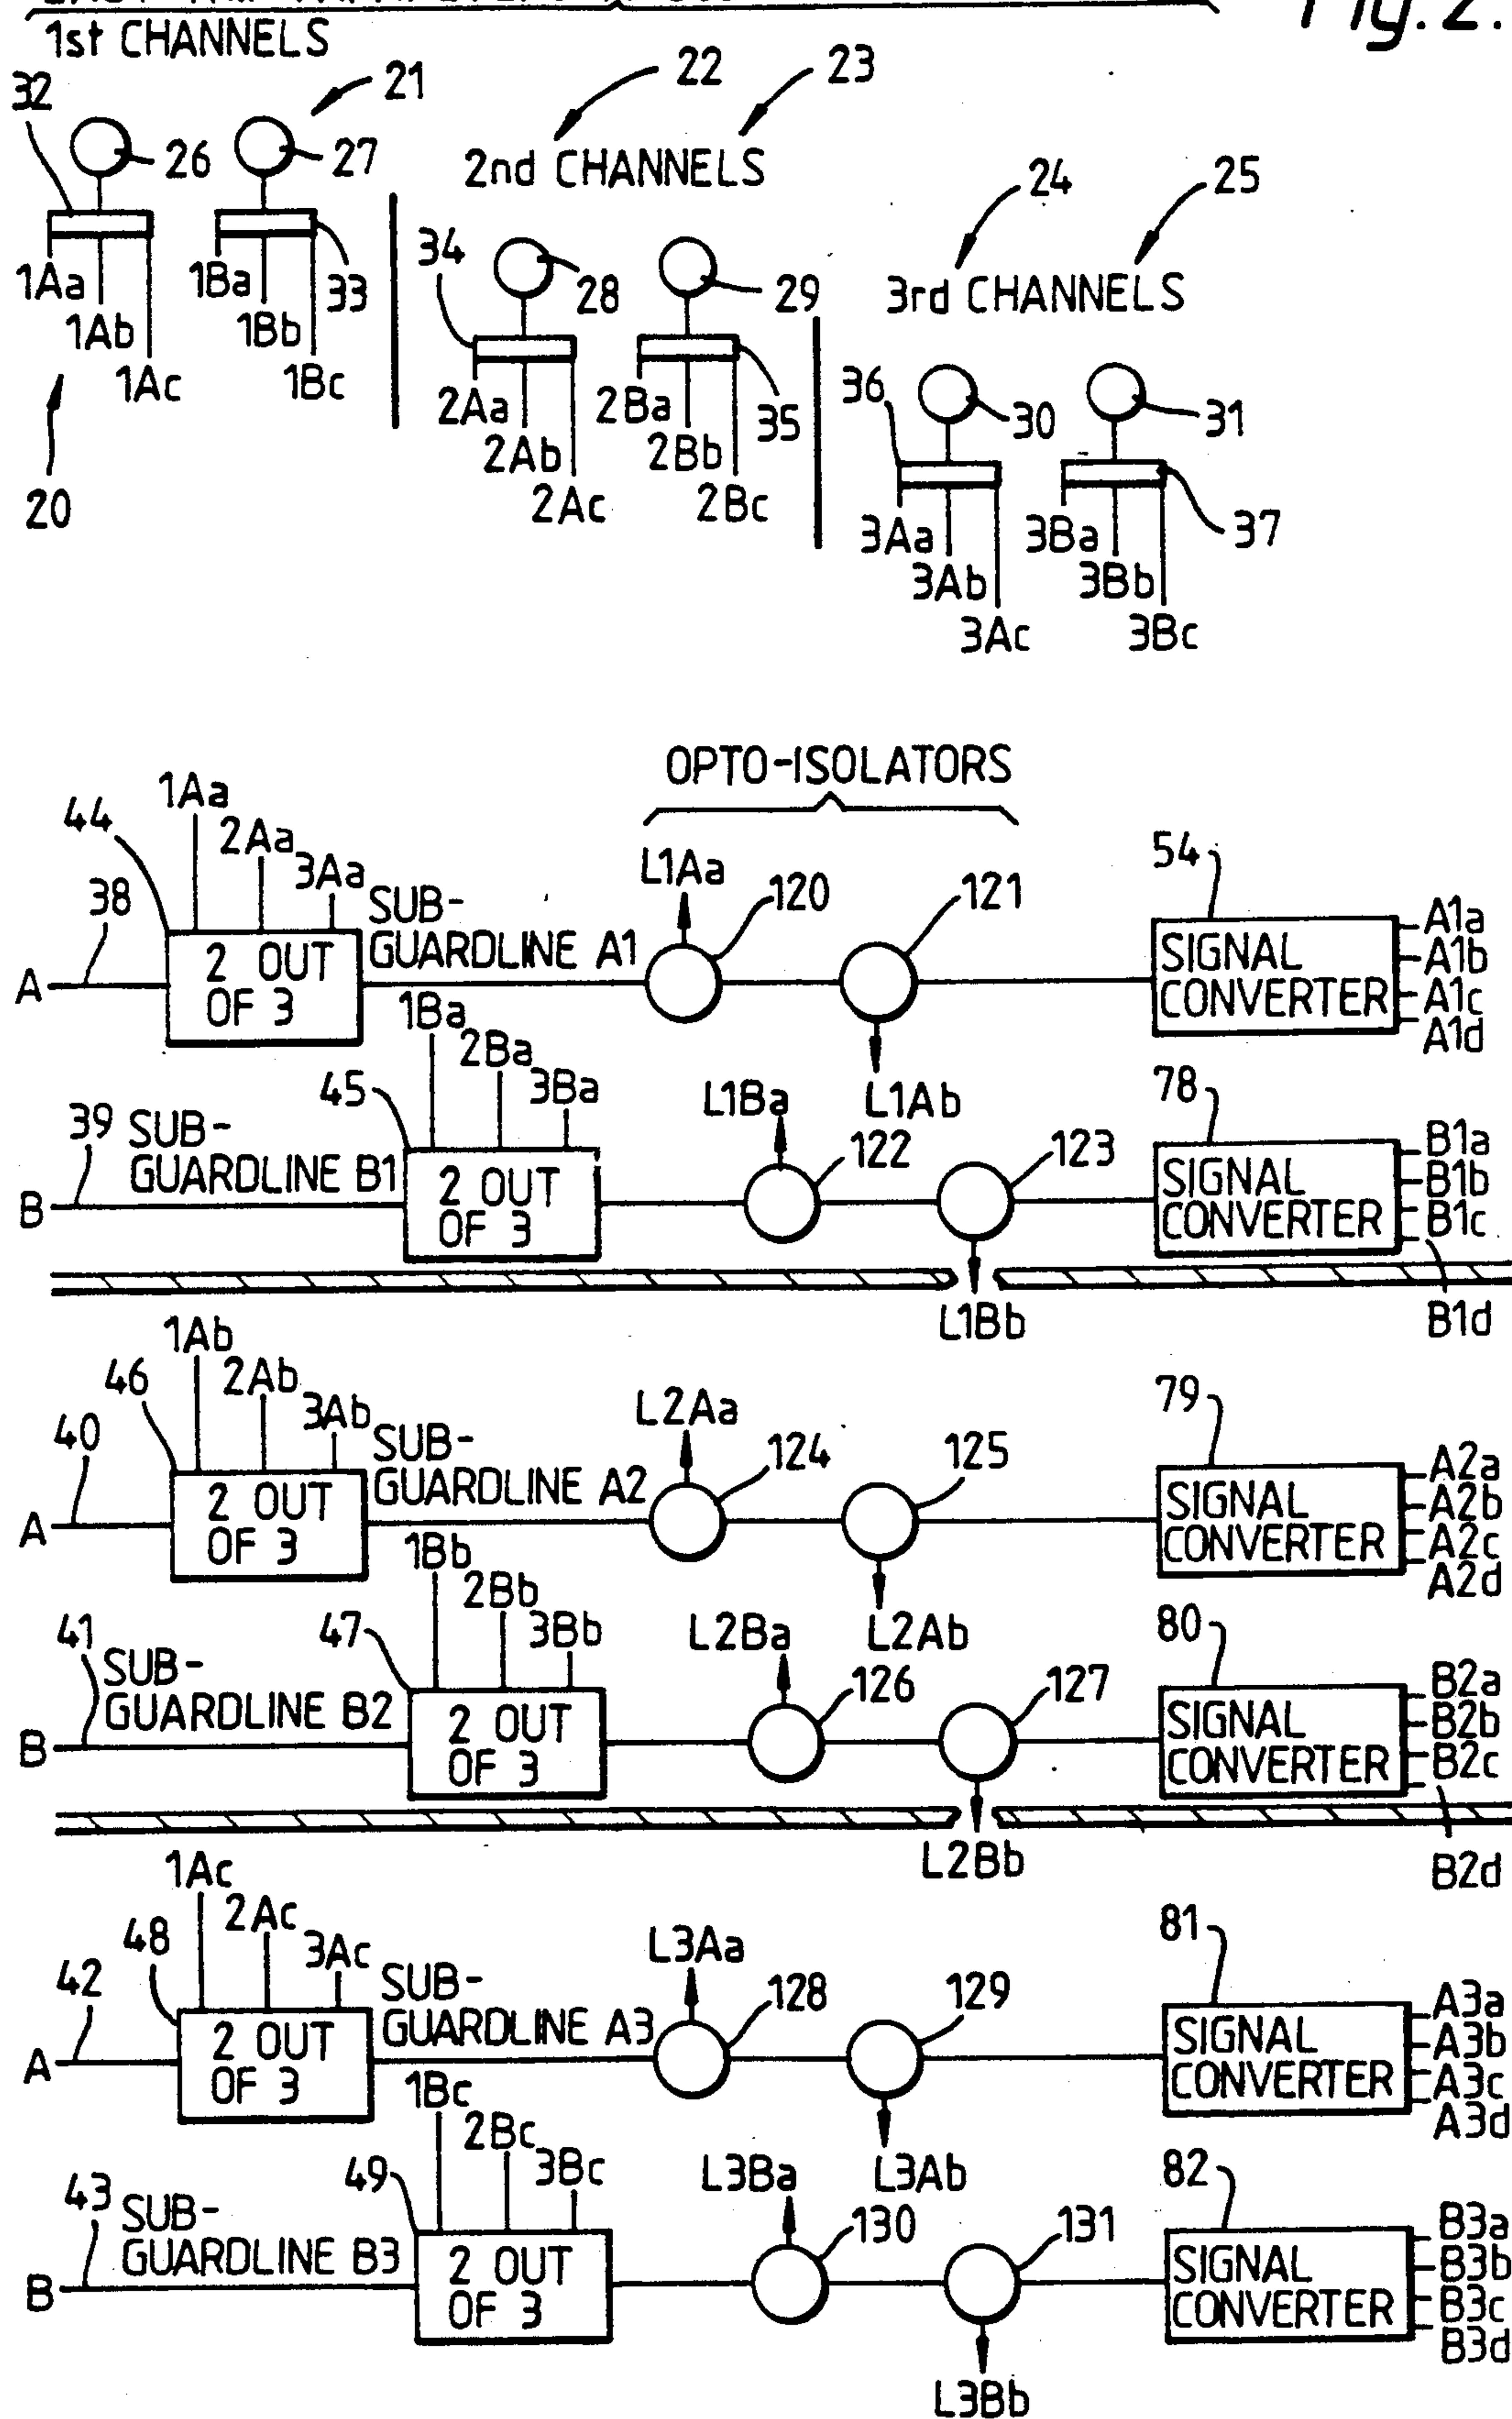 Fig. 2.
1st CHANNELS
32
21
22
23
26
27
2nd CHANNELS
24
25
1Aa
1Ab
1Ac
1Ba
1Bb
1Bc
33
34
28
29
3rd CHANNELS
20
2Aa
2Ab
2Ac
2Ba
2Bb
2Bc
35
36
30
31
3Aa
3Ab
3Ac
3Ba
3Bb
3Bc
37
OPTO-ISOLATORS
44
1Aa
2Aa
3Aa
38
A
2 OUT
OF 3
SUB-
GUARDLINE A1
L1Aa
120
121
L1Ab
54
SIGNAL
CONVERTER
A1a
A1b
A1c
A1d
39
SUB-
GUARDLINE B1
B
45
1Ba
2Ba
3Ba
2 OUT
OF 3
L1Ba
122
123
L1Bb
78
SIGNAL
CONVERTER
B1a
B1b
B1c
B1d
46
1Ab
2Ab
3Ab
40
A
2 OUT
OF 3
SUB-
GUARDLINE A2
L2Aa
124
125
L2Ab
79
SIGNAL
CONVERTER
A2a
A2b
A2c
A2d
41
SUB-
GUARDLINE B2
B
47
1Bb
2Bb
3Bb
2 OUT
OF 3
L2Ba
126
127
L2Bb
80
SIGNAL
CONVERTER
B2a
B2b
B2c
B2d
48
1Ac
2Ac
3Ac
42
A
2 OUT
OF 3
SUB-
GUARDLINE A3
L3Aa
128
129
L3Ab
81
SIGNAL
CONVERTER
A3a
A3b
A3c
A3d
43
SUB-
GUARDLINE B3
B
49
1Bc
2Bc
3Bc
2 OUT
OF 3
L3Ba
130
131
L3Bb
82
SIGNAL
CONVERTER
B3a
B3b
B3c
B3d